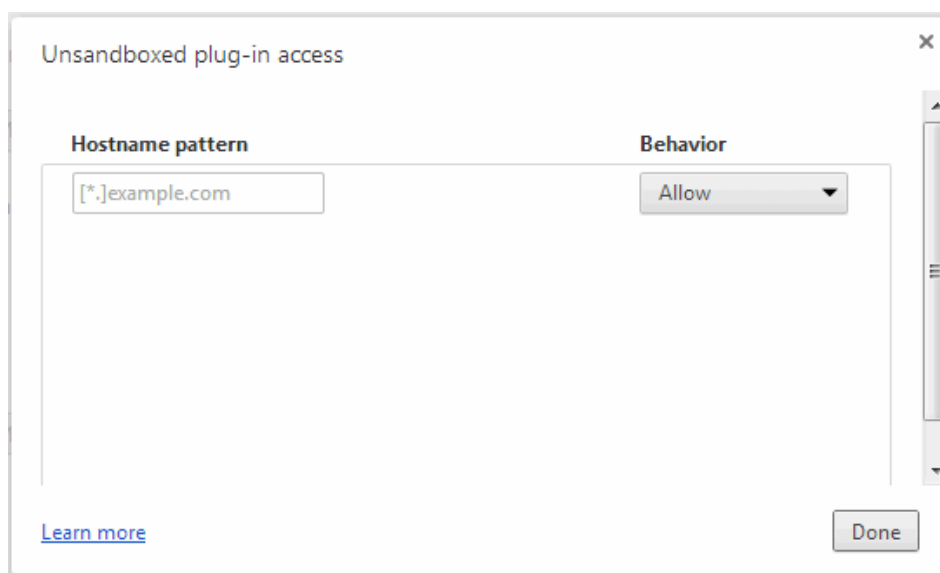 Unsandboxed plug-in access
Hostname pattern Behavior
[*.]example.com Allow
Learn more Done